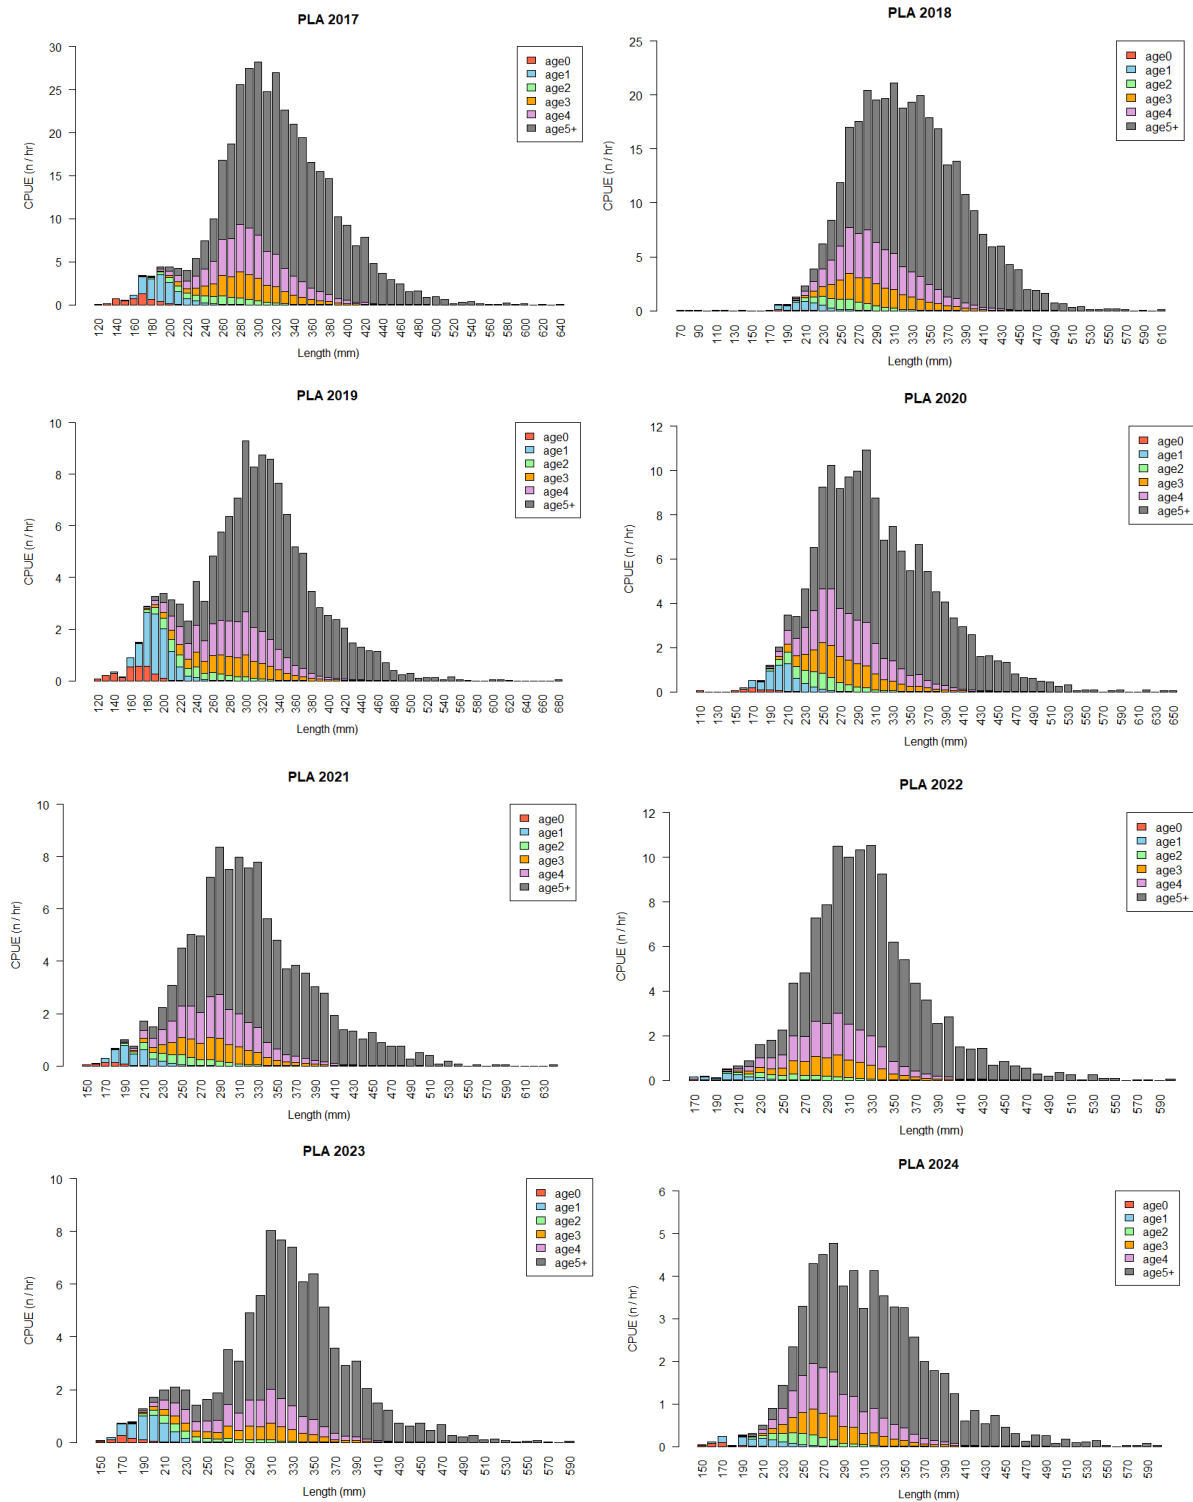 PLA 2017
30
25
20
15
10
5
0
CPUE (n / hr)
age0
age1
age2
age3
age4
age5+
120 140 160 180 200 220 240 260 280 300 320 340 360 380 400 420 440 460 480 500 520 540 560 580 600 620 640
Length (mm)
PLA 2018
25
20
15
10
5
0
CPUE (n / hr)
age0
age1
age2
age3
age4
age5+
70 90 110 130 150 170 190 210 230 250 270 290 310 330 350 370 390 410 430 450 470 490 510 530 550 570 590 610
Length (mm)
PLA 2019
10
8
6
4
2
0
CPUE (n / hr)
age0
age1
age2
age3
age4
age5+
120 140 160 180 200 220 240 260 280 300 320 340 360 380 400 420 440 460 480 500 520 540 560 580 600 620 640 680
Length (mm)
PLA 2020
12
10
8
6
4
2
0
CPUE (n / hr)
age0
age1
age2
age3
age4
age5+
110 130 150 170 190 210 230 250 270 290 310 330 350 370 390 410 430 450 470 490 510 530 550 570 590 610 630 650
Length (mm)
PLA 2021
10
8
6
4
2
0
CPUE (n / hr)
age0
age1
age2
age3
age4
age5+
150 170 190 210 230 250 270 290 310 330 350 370 390 410 430 450 470 490 510 530 550 570 590 610 630
Length (mm)
PLA 2022
12
10
8
6
4
2
0
CPUE (n / hr)
age0
age1
age2
age3
age4
age5+
170 190 210 230 250 270 290 310 330 350 370 390 410 430 450 470 490 510 530 550 590
Length (mm)
PLA 2023
10
8
6
4
2
0
CPUE (n / hr)
age0
age1
age2
age3
age4
age5+
150 170 190 210 230 250 270 290 310 330 350 370 390 410 430 450 470 490 510 530 550 570 590
Length (mm)
PLA 2024
6
5
4
3
2
1
0
CPUE (n / hr)
age0
age1
age2
age3
age4
age5+
150 170 190 210 230 250 270 290 310 330 350 370 390 410 430 450 470 490 510 530 550 570 590
Length (mm)